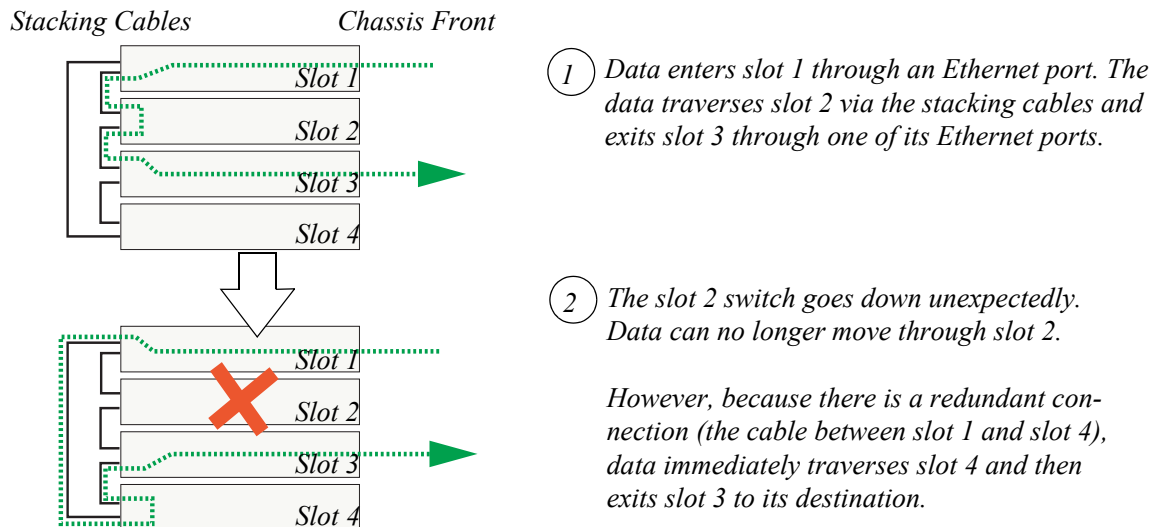 Stacking Cables
Chassis Front
Slot 1
Slot 2
Slot 3
Slot 4
1
Data enters slot 1 through an Ethernet port. The
data traverses slot 2 via the stacking cables and
exits slot 3 through one of its Ethernet ports.
Slot 1
Slot 2
Slot 3
Slot 4
2
The slot 2 switch goes down unexpectedly.
Data can no longer move through slot 2.
However, because there is a redundant con-
nection (the cable between slot 1 and slot 4),
data immediately traverses slot 4 and then
exits slot 3 to its destination.